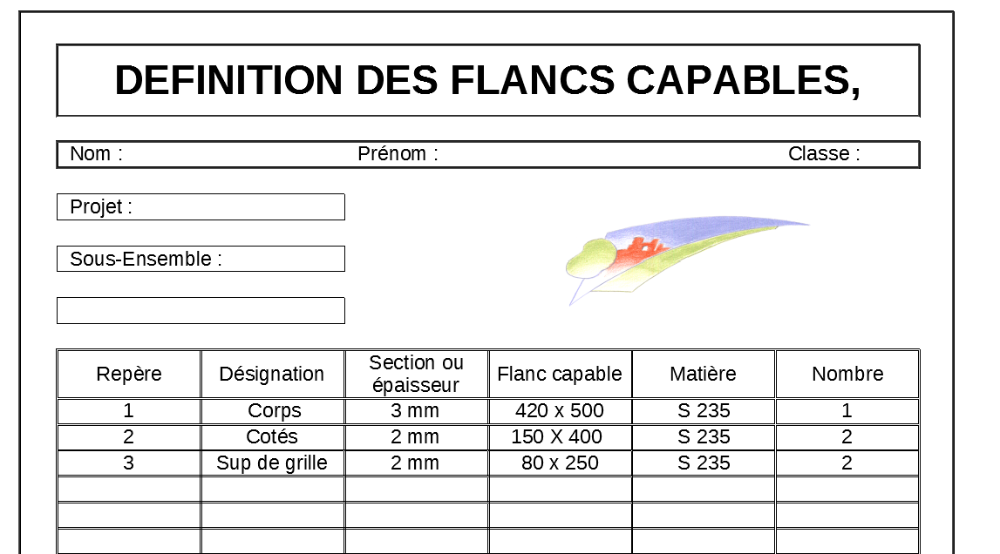 DEFINITION DES FLANCS CAPABLES,
Nom : Prénom : Classe :
Projet :
Sous-Ensemble :
Repère Désignation Section ou épaisseur Flanc capable Matière Nombre
1 Corps 3 mm 420 x 500 S 235 1
2 Cotés 2 mm 150 X 400 S 235 2
3 Sup de grille 2 mm 80 x 250 S 235 2